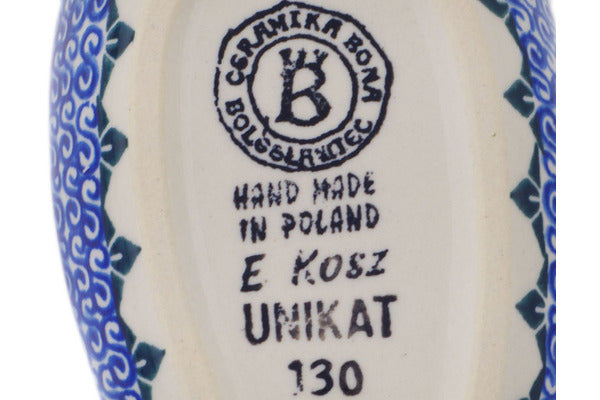 CERAMIKA BONA
B
BOLESŁAWIEC
HAND MADE
IN POLAND
E KOSZ
UNIKAT
130